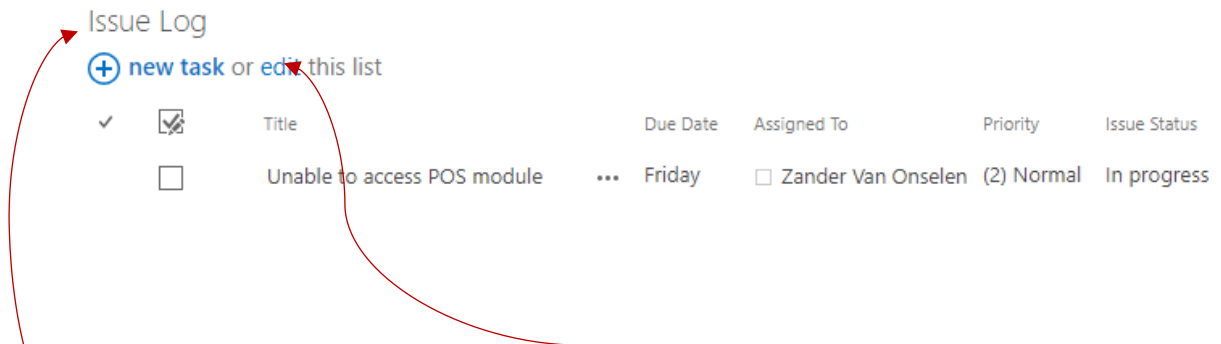 Issue Log
new task or edit this list
Title Due Date Assigned To Priority Issue Status
Unable to access POS module ... Friday Zander Van Onselen (2) Normal In progress